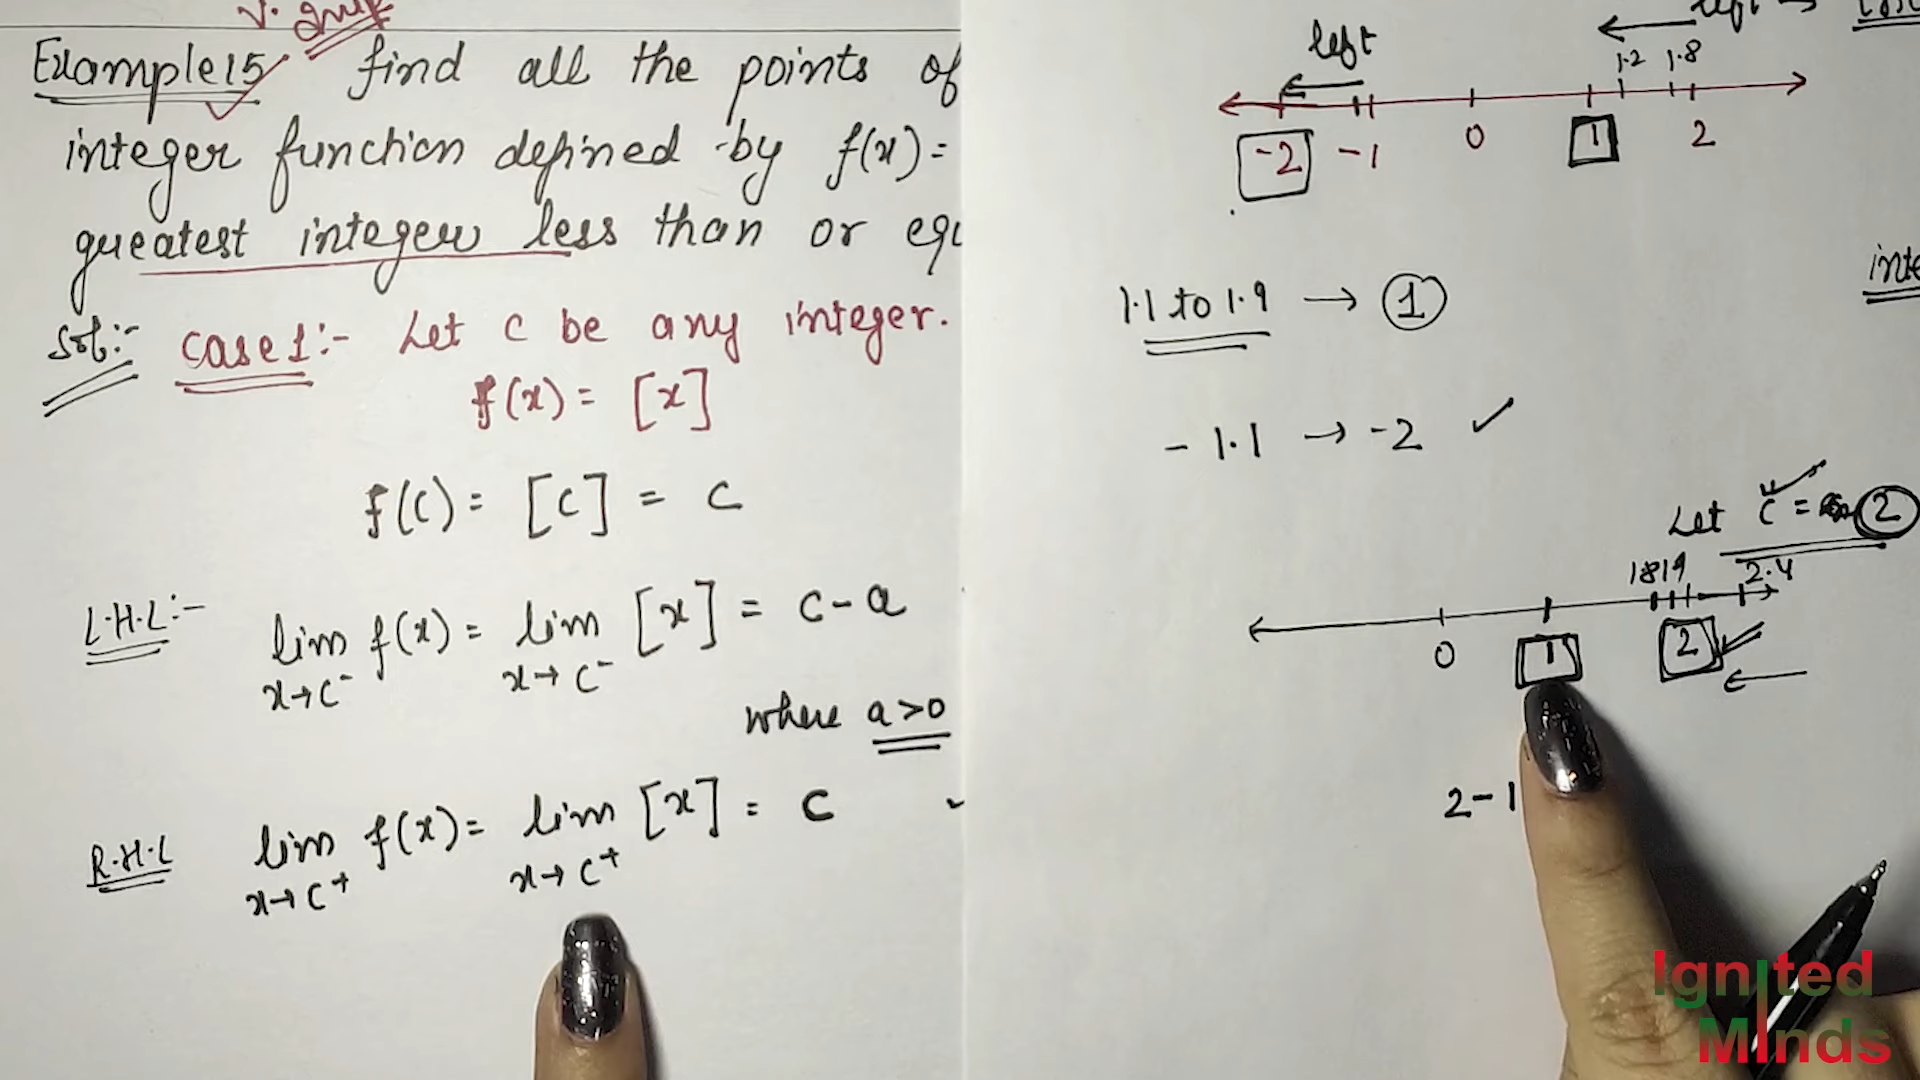 V.
Example 15 find all the points of
integer function defined by f(x)=
greatest integer less than or equ
Sol:- Case 1:- Let C be any integer.
f(x) = [x]
f(C) = [C] = C
L.H.L:- lim f(x) = lim [x] = C-a
x→C⁻ x→C⁻
where a>0
R.H.L lim f(x) = lim [x] = C
x→C⁺ x→C⁺
left
left →
1.2 1.8
-2 -1 0 1 2
inte
1.1 to 1.9 → 1
-1.1 → -2 ✓
Let C = 2
1.8 1.9 2.4
0 1 2
2-1
Ignited
Minds